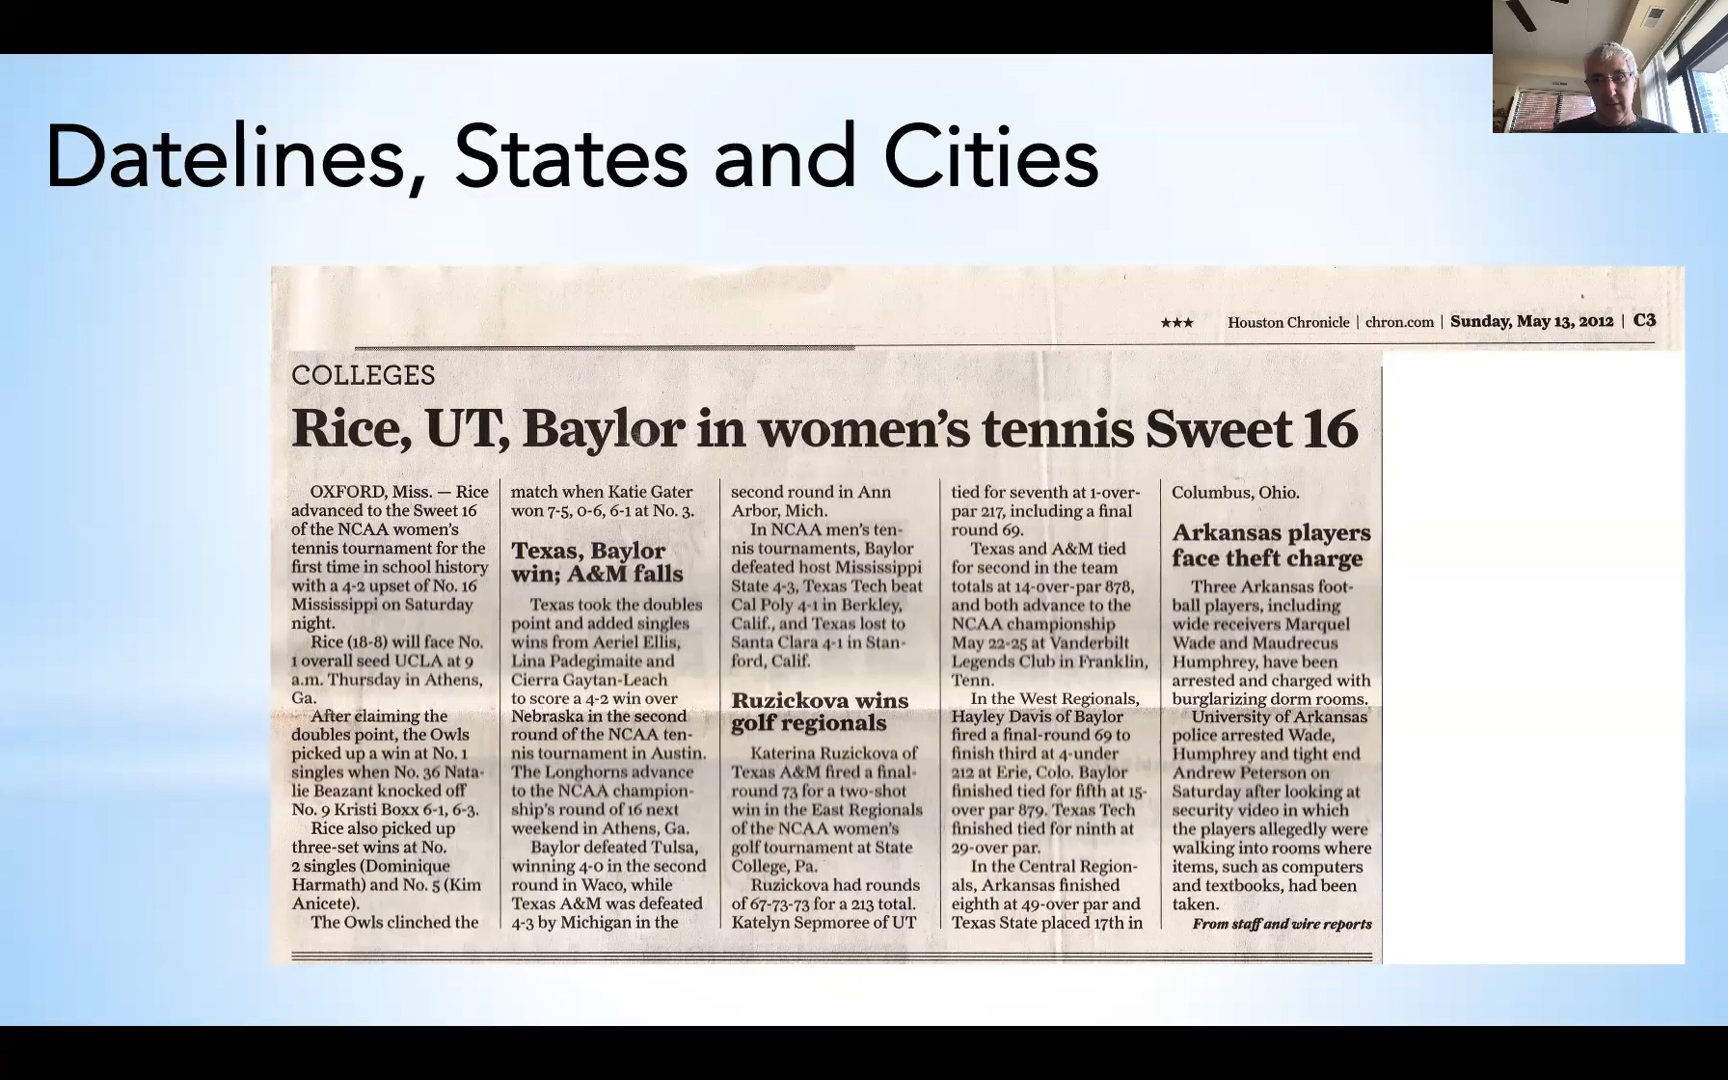 Datelines, States and Cities
★★★ Houston Chronicle | chron.com | Sunday, May 13, 2012 | C3
COLLEGES
Rice, UT, Baylor in women's tennis Sweet 16
OXFORD, Miss. — Rice
advanced to the Sweet 16
of the NCAA women's
tennis tournament for the
first time in school history
with a 4-2 upset of No. 16
Mississippi on Saturday
night.
Rice (18-8) will face No.
1 overall seed UCLA at 9
a.m. Thursday in Athens,
Ga.
After claiming the
doubles point, the Owls
picked up a win at No. 1
singles when No. 36 Nata-
lie Beazant knocked off
No. 9 Kristi Boxx 6-1, 6-3.
Rice also picked up
three-set wins at No.
2 singles (Dominique
Harmath) and No. 5 (Kim
Anicete).
The Owls clinched the
match when Katie Gater
won 7-5, 0-6, 6-1 at No. 3.
Texas, Baylor
win; A&M falls
Texas took the doubles
point and added singles
wins from Aeriel Ellis,
Lina Padegimaite and
Cierra Gaytan-Leach
to score a 4-2 win over
Nebraska in the second
round of the NCAA ten-
nis tournament in Austin.
The Longhorns advance
to the NCAA champion-
ship's round of 16 next
weekend in Athens, Ga.
Baylor defeated Tulsa,
winning 4-0 in the second
round in Waco, while
Texas A&M was defeated
4-3 by Michigan in the
second round in Ann
Arbor, Mich.
In NCAA men's ten-
nis tournaments, Baylor
defeated host Mississippi
State 4-3, Texas Tech beat
Cal Poly 4-1 in Berkley,
Calif., and Texas lost to
Santa Clara 4-1 in Stan-
ford, Calif.
Ruzickova wins
golf regionals
Katerina Ruzickova of
Texas A&M fired a final-
round 73 for a two-shot
win in the East Regionals
of the NCAA women's
golf tournament at State
College, Pa.
Ruzickova had rounds
of 67-73-73 for a 213 total.
Katelyn Sepmoree of UT
tied for seventh at 1-over-
par 217, including a final
round 69.
Texas and A&M tied
for second in the team
totals at 14-over-par 878,
and both advance to the
NCAA championship
May 22-25 at Vanderbilt
Legends Club in Franklin,
Tenn.
In the West Regionals,
Hayley Davis of Baylor
fired a final-round 69 to
finish third at 4-under
212 at Erie, Colo. Baylor
finished tied for fifth at 15-
over par 879. Texas Tech
finished tied for ninth at
29-over par.
In the Central Region-
als, Arkansas finished
eighth at 49-over par and
Texas State placed 17th in
Columbus, Ohio.
Arkansas players
face theft charge
Three Arkansas foot-
ball players, including
wide receivers Marquel
Wade and Maudrecus
Humphrey, have been
arrested and charged with
burglarizing dorm rooms.
University of Arkansas
police arrested Wade,
Humphrey and tight end
Andrew Peterson on
Saturday after looking at
security video in which
the players allegedly were
walking into rooms where
items, such as computers
and textbooks, had been
taken.
From staff and wire reports